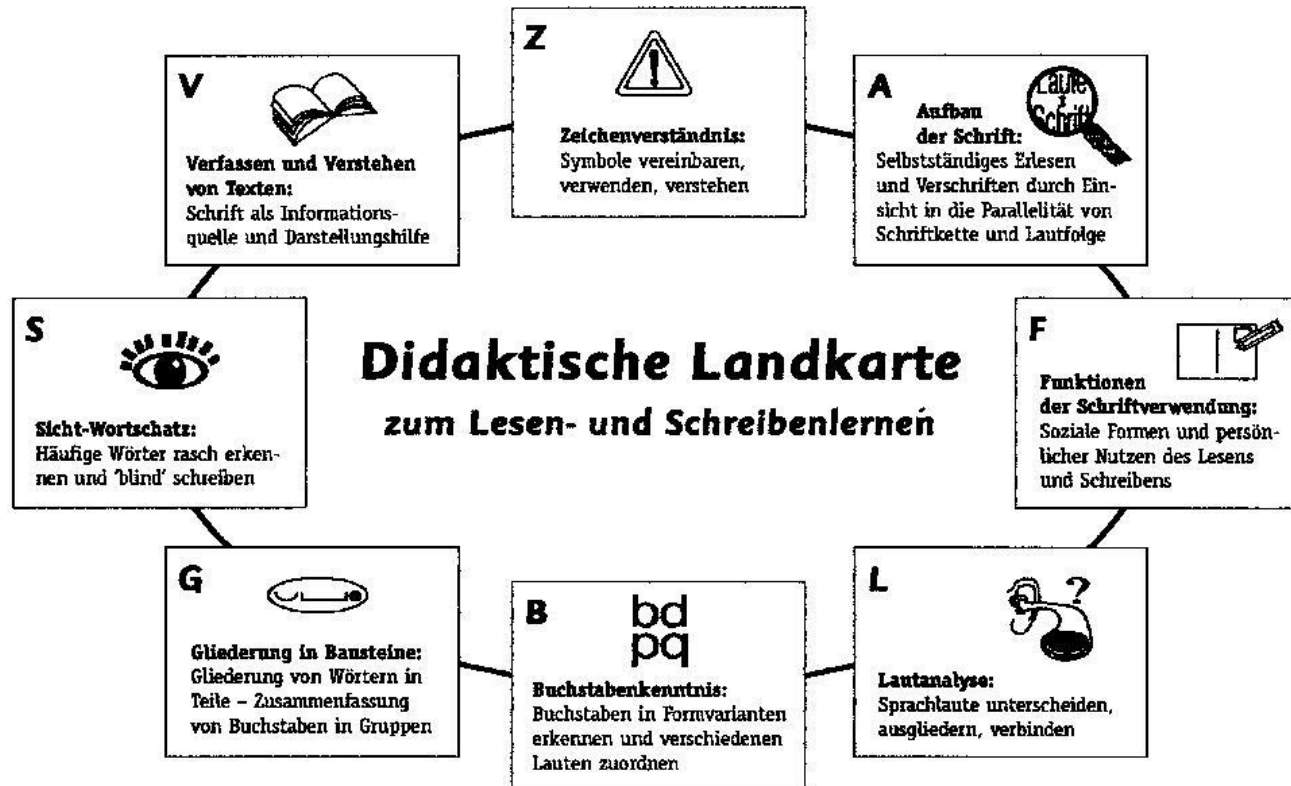 Z
Zeichenverständnis:
Symbole vereinbaren,
verwenden, verstehen
A
Laute
Schrift
Aufbau
der Schrift:
Selbstständiges Erlesen
und Verschriften durch Ein-
sicht in die Parallelität von
Schriftkette und Lautfolge
F
Funktionen
der Schriftverwendung:
Soziale Formen und persön-
licher Nutzen des Lesens
und Schreibens
L
?
Lautanalyse:
Sprachlaute unterscheiden,
ausgliedern, verbinden
B
bd
pq
Buchstabenkenntnis:
Buchstaben in Formvarianten
erkennen und verschiedenen
Lauten zuordnen
G
Gliederung in Bausteine:
Gliederung von Wörtern in
Teile – Zusammenfassung
von Buchstaben in Gruppen
S
Sicht-Wortschatz:
Häufige Wörter rasch erken-
nen und 'blind' schreiben
V
Verfassen und Verstehen
von Texten:
Schrift als Informations-
quelle und Darstellungshilfe
Didaktische Landkarte
zum Lesen- und Schreibenlernen